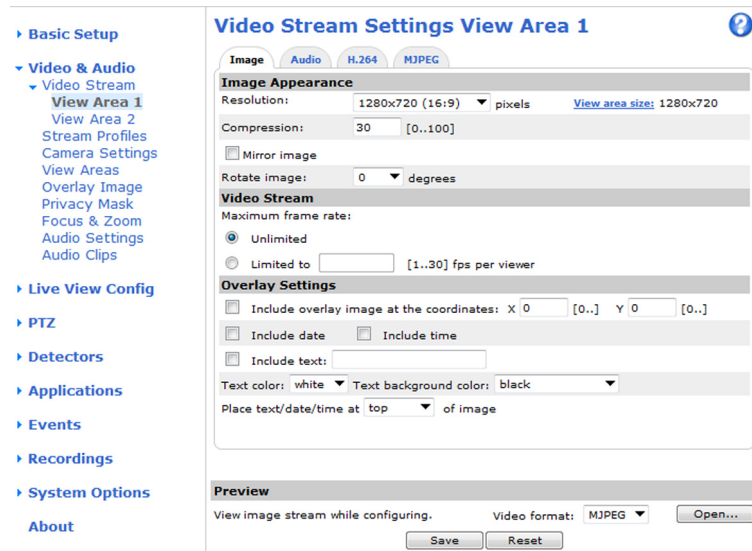 Basic Setup
Video & Audio
Video Stream
View Area 1
View Area 2
Stream Profiles
Camera Settings
View Areas
Overlay Image
Privacy Mask
Focus & Zoom
Audio Settings
Audio Clips
Live View Config
PTZ
Detectors
Applications
Events
Recordings
System Options
About
Video Stream Settings View Area 1 ?
Image Audio H.264 MJPEG
Image Appearance
Resolution: 1280x720 (16:9) pixels View area size: 1280x720
Compression: 30 [0..100]
Mirror image
Rotate image: 0 degrees
Video Stream
Maximum frame rate:
Unlimited
Limited to [1..30] fps per viewer
Overlay Settings
Include overlay image at the coordinates: X 0 [0..] Y 0 [0..]
Include date Include time
Include text:
Text color: white Text background color: black
Place text/date/time at top of image
Preview
View image stream while configuring. Video format: MJPEG Open...
Save Reset